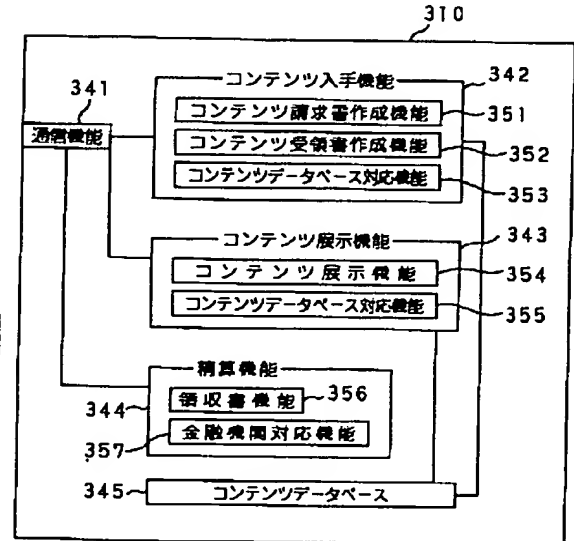 310
341
通信機能
コンテンツ入手機能
342
コンテンツ請求書作成機能
351
コンテンツ受領書作成機能
352
コンテンツデータベース対応機能
353
コンテンツ展示機能
343
コンテンツ展示機能
354
コンテンツデータベース対応機能
355
精算機能
344
領収書機能
356
357
金融機関対応機能
345
コンテンツデータベース